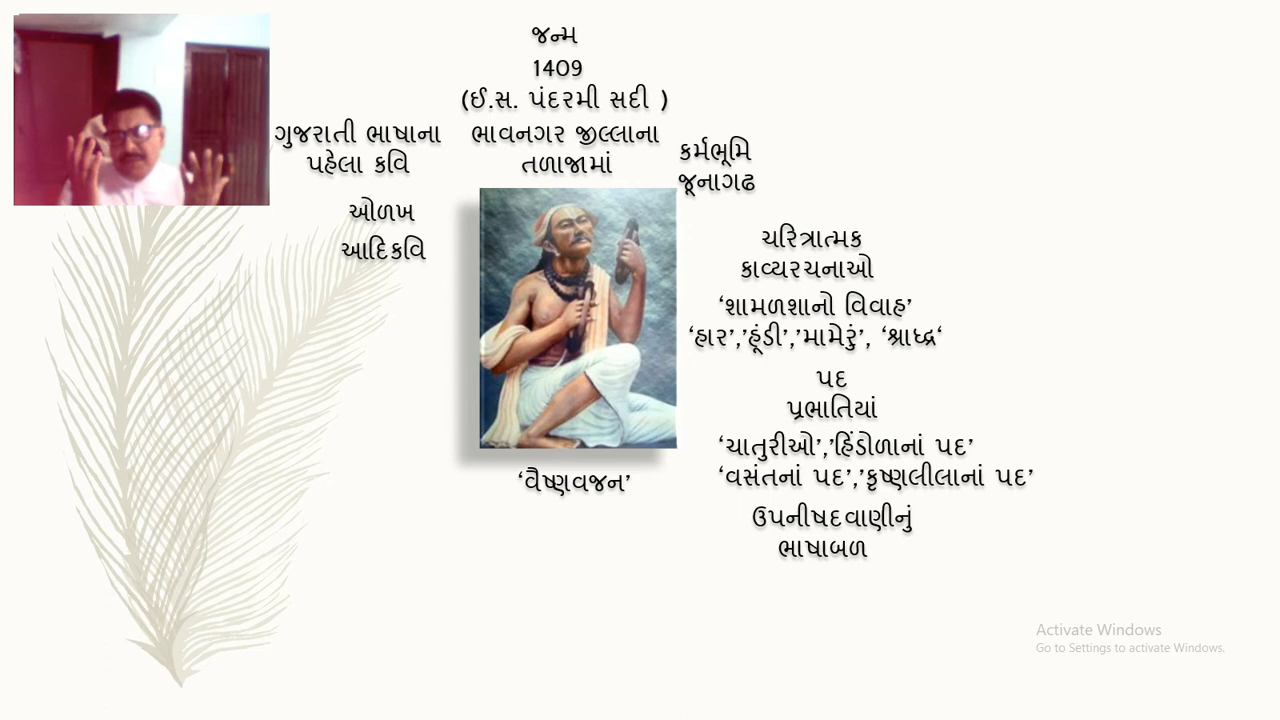 જન્મ
1409
(ઈ.સ. પંદરમી સદી )
ભાવનગર જીલ્લાના
તળાજામાં
ગુજરાતી ભાષાના
પહેલા કવિ
ઓળખ
આદિકવિ
કર્મભૂમિ
જૂનાગઢ
ચરિત્રાત્મક
કાવ્યરચનાઓ
‘શામળશાનો વિવાહ’
‘હાર’,’હૂંડી’,’મામેરું’, ‘શ્રાધ્દ્ર‘
પદ
પ્રભાતિયાં
‘ચાતુરીઓ’,’હિંડોળાનાં પદ’
‘વસંતનાં પદ’,’કૃષ્ણલીલાનાં પદ’
‘વૈષ્ણવજન’
ઉપનીષદવાણીનું
ભાષાબળ
Activate Windows
Go to Settings to activate Windows.